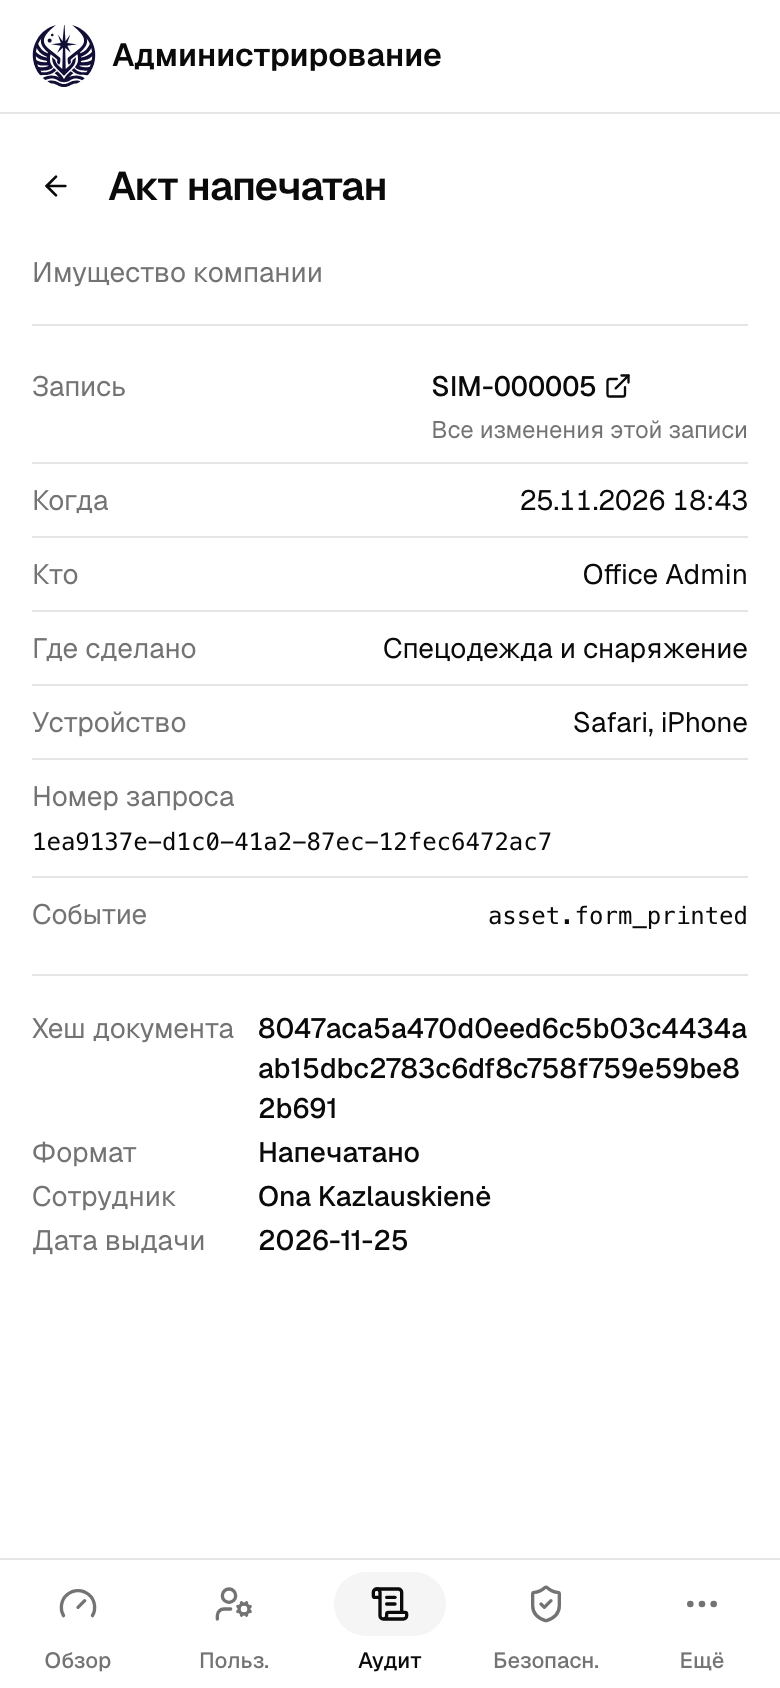 Администрирование
Акт напечатан
Имущество компании
Запись
SIM-000005
Все изменения этой записи
Когда
25.11.2026 18:43
Кто
Office Admin
Где сделано
Спецодежда и снаряжение
Устройство
Safari, iPhone
Номер запроса
1ea9137e-d1c0-41a2-87ec-12fec6472ac7
Событие
asset.form_printed
Хеш документа
8047aca5a470d0eed6c5b03c4434a
ab15dbc2783c6df8c758f759e59be8
2b691
Формат
Напечатано
Сотрудник
Ona Kazlauskienė
Дата выдачи
2026-11-25
Обзор
Польз.
Аудит
Безопасн.
Ещё